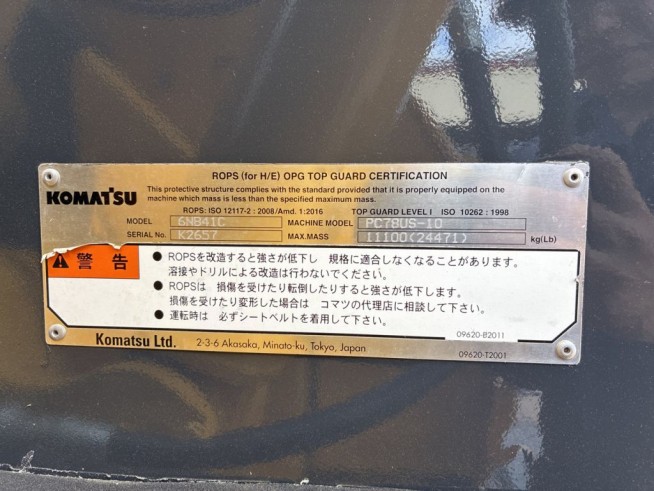 ROPS (for H/E) OPG TOP GUARD CERTIFICATION
KOMATSU
This protective structure complies with the standard provided that it is properly equipped on the
machine which mass is less than the specified maximum mass.
ROPS: ISO 12117-2 : 2008/Amd. 1:2016 TOP GUARD LEVEL I ISO 10262 : 1998
MODEL 6NB41C MACHINE MODEL PC78US-10
SERIAL No. K2657 MAX.MASS 11100(24471) kg(Lb)
警告
● ROPSを改造すると強さが低下し 規格に適合しなくなることがあります。
溶接やドリルによる改造は行わないでください。
● ROPSは 損傷を受けたり転倒したりすると強さが低下します。
損傷を受けたり変形した場合は コマツの代理店に相談して下さい。
● 運転時は 必ずシートベルトを着用して下さい。
09620-B2011
Komatsu Ltd. 2-3-6 Akasaka, Minato-ku, Tokyo, Japan
09620-T2001